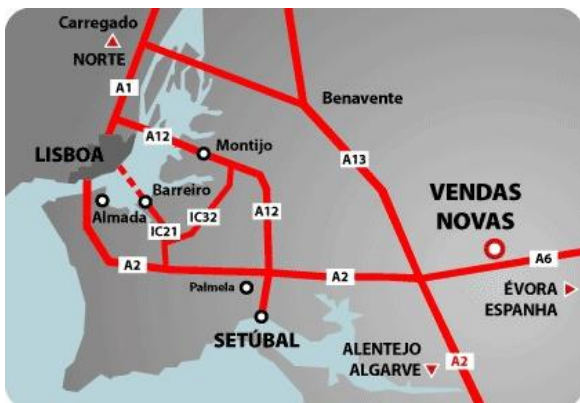 Carregado
NORTE
A1
A12
Montijo
LISBOA
Benavente
A13
Barreiro
Almada
IC21
IC32
A12
VENDAS
NOVAS
A2
A2
A6
Palmela
ÉVORA
ESPANHA
SETÚBAL
ALENTEJO
ALGARVE
A2